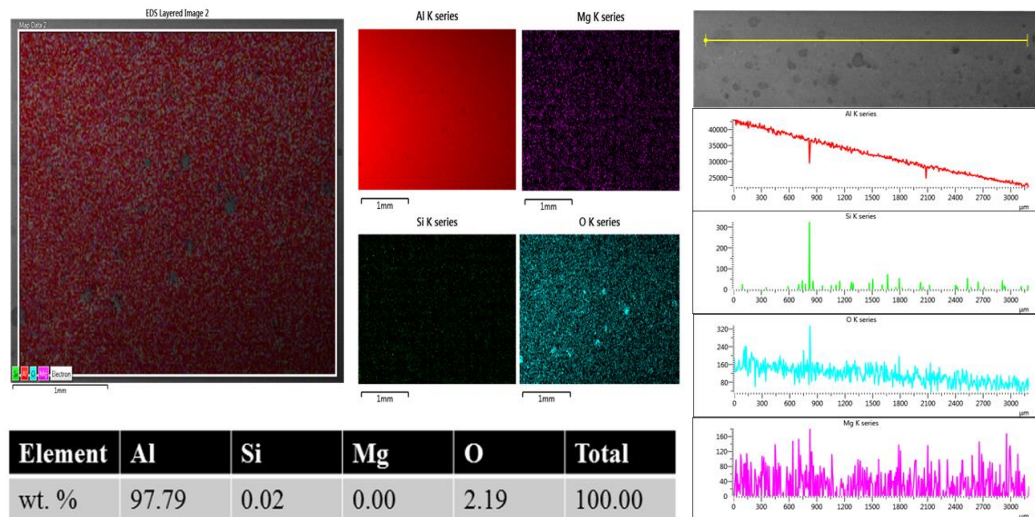 EDS Layered Image 2
Map Data 2
Electron
1mm
Al K series
1mm
Mg K series
1mm
Si K series
1mm
O K series
1mm
Al K series
40000
35000
30000
25000
0 300 600 900 1200 1500 1800 2100 2400 2700 3000
µm
Si K series
300
200
100
0
0 300 600 900 1200 1500 1800 2100 2400 2700 3000
µm
O K series
320
240
160
80
0 300 600 900 1200 1500 1800 2100 2400 2700 3000
µm
Mg K series
160
120
80
40
0
0 300 600 900 1200 1500 1800 2100 2400 2700 3000
µm
Element Al Si Mg O Total
wt. % 97.79 0.02 0.00 2.19 100.00